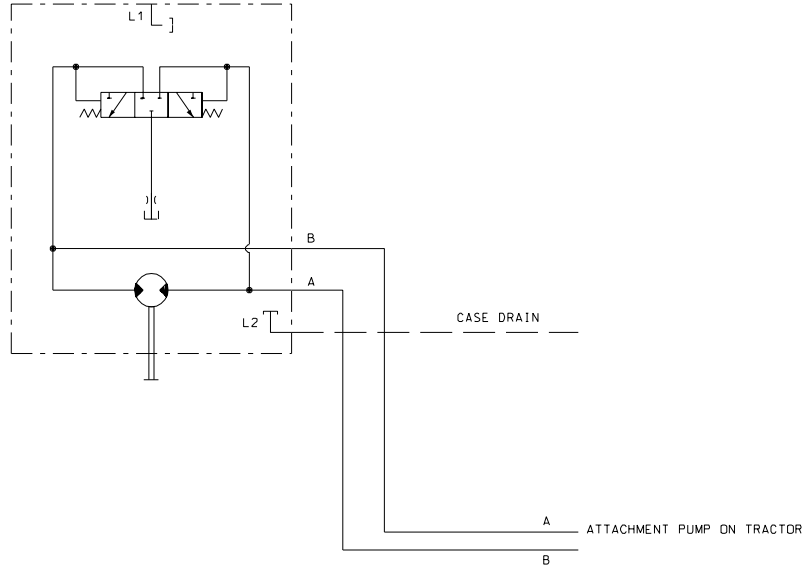 L1
B
A
L2
CASE DRAIN
A
ATTACHMENT PUMP ON TRACTOR
B